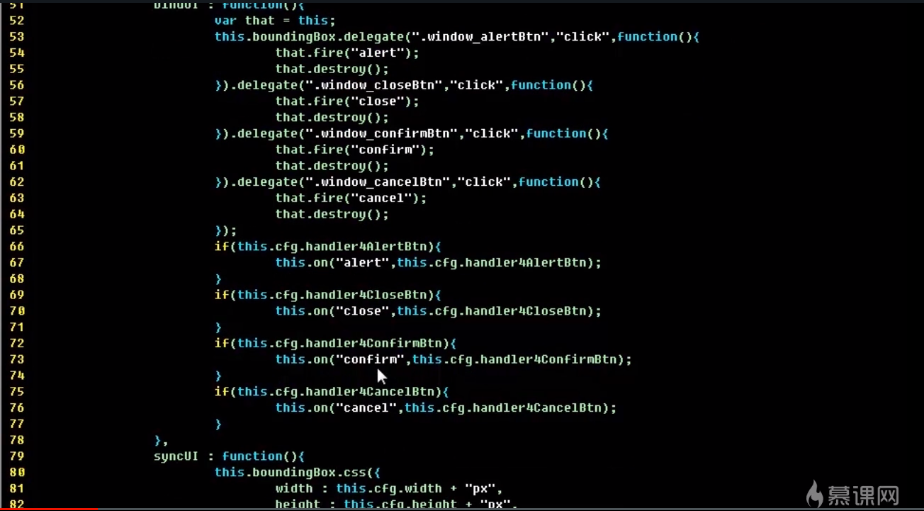 51 bindUI : function(){
52 var that = this;
53 this.boundingBox.delegate(".window_alertBtn","click",function(){
54 that.fire("alert");
55 that.destroy();
56 }).delegate(".window_closeBtn","click",function(){
57 that.fire("close");
58 that.destroy();
59 }).delegate(".window_confirmBtn","click",function(){
60 that.fire("confirm");
61 that.destroy();
62 }).delegate(".window_cancelBtn","click",function(){
63 that.fire("cancel");
64 that.destroy();
65 });
66 if(this.cfg.handler4AlertBtn){
67 this.on("alert",this.cfg.handler4AlertBtn);
68 }
69 if(this.cfg.handler4CloseBtn){
70 this.on("close",this.cfg.handler4CloseBtn);
71 }
72 if(this.cfg.handler4ConfirmBtn){
73 this.on("confirm",this.cfg.handler4ConfirmBtn);
74 }
75 if(this.cfg.handler4CancelBtn){
76 this.on("cancel",this.cfg.handler4CancelBtn);
77 }
78 },
79 syncUI : function(){
80 this.boundingBox.css({
81 width : this.cfg.width + "px",
82 height : this.cfg.height + "px",
慕课网